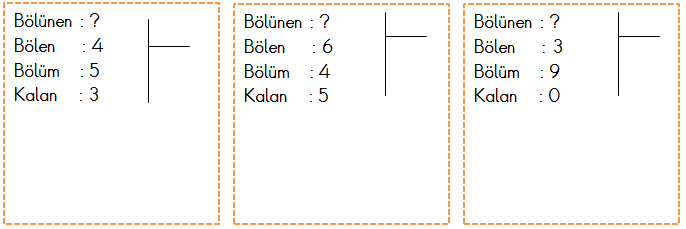 Bölünen : ?
Bölen : 4
Bölüm : 5
Kalan : 3
Bölünen : ?
Bölen : 6
Bölüm : 4
Kalan : 5
Bölünen : ?
Bölen : 3
Bölüm : 9
Kalan : 0